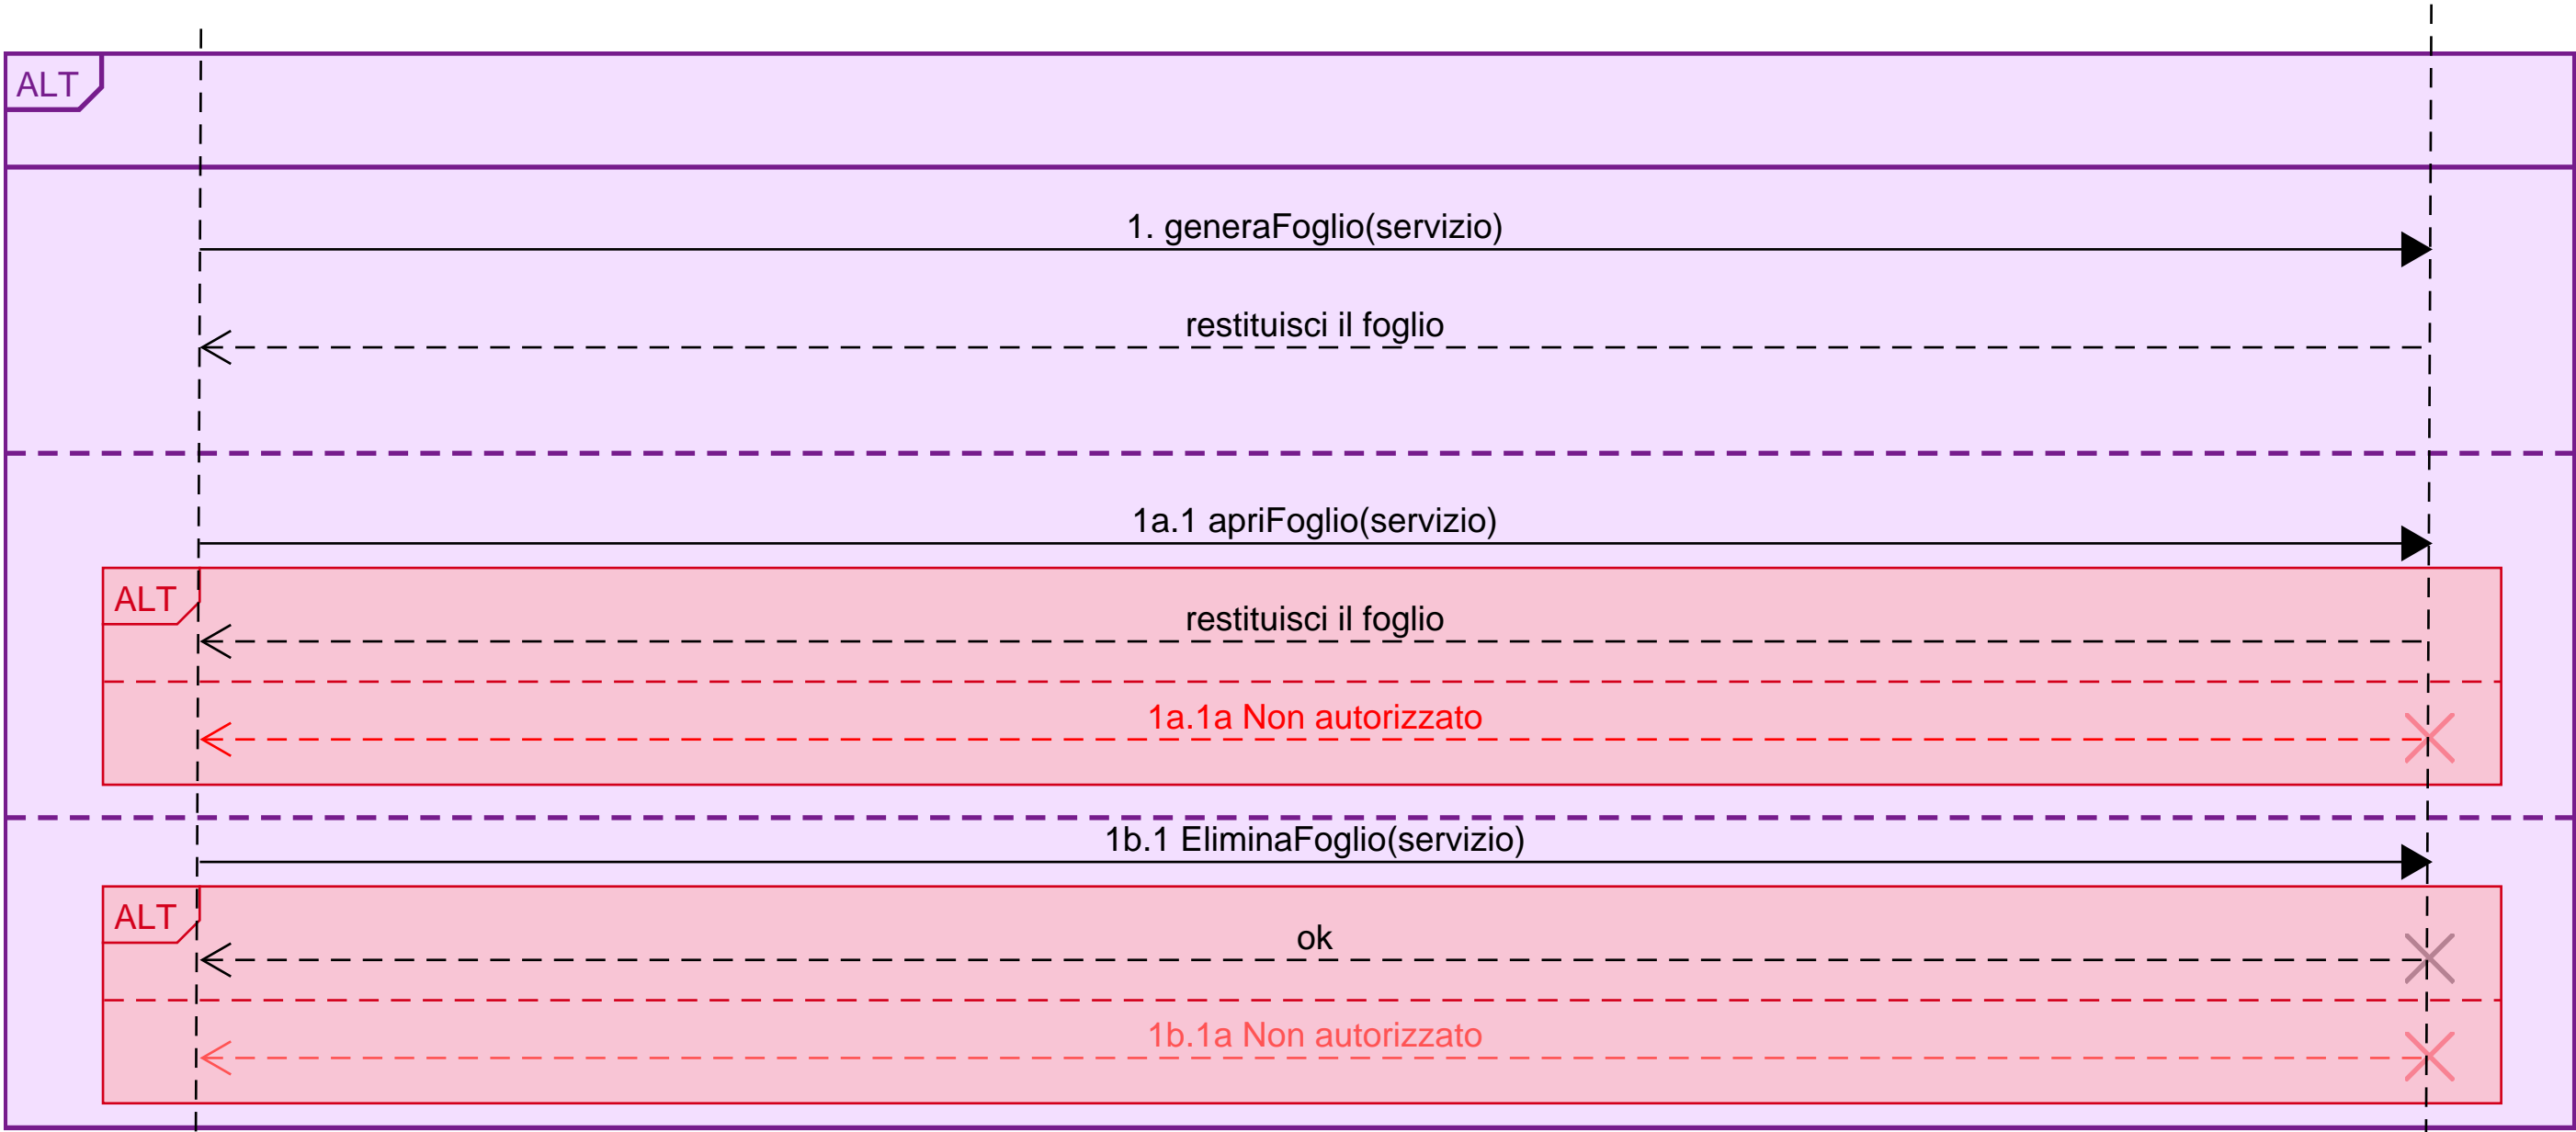 ALT
1. generaFoglio(servizio)
restituisci il foglio
1a.1 apriFoglio(servizio)
ALT
restituisci il foglio
1a.1a Non autorizzato
1b.1 EliminaFoglio(servizio)
ALT
ok
1b.1a Non autorizzato